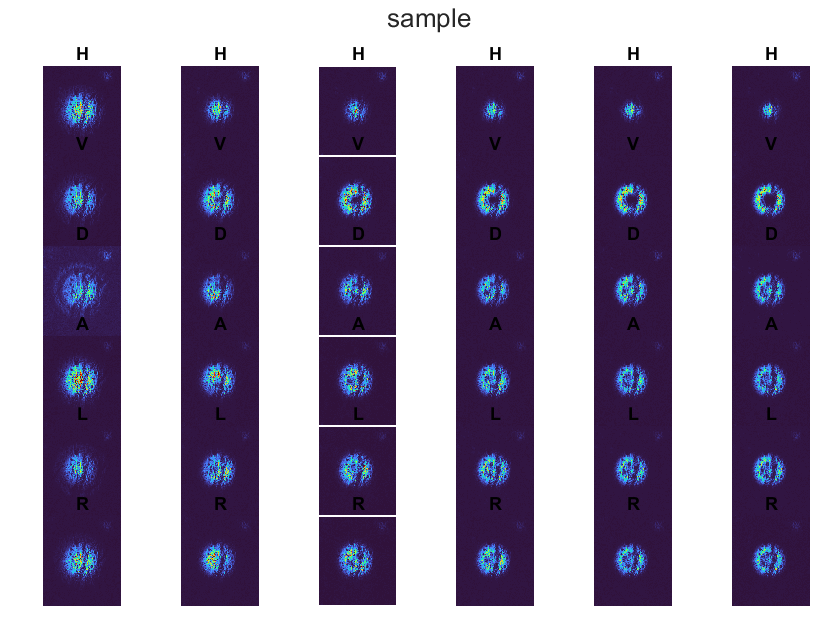 sample
H H H H H H
V V V V V V
D D D D D D
A A A A A A
L L L L L L
R R R R R R